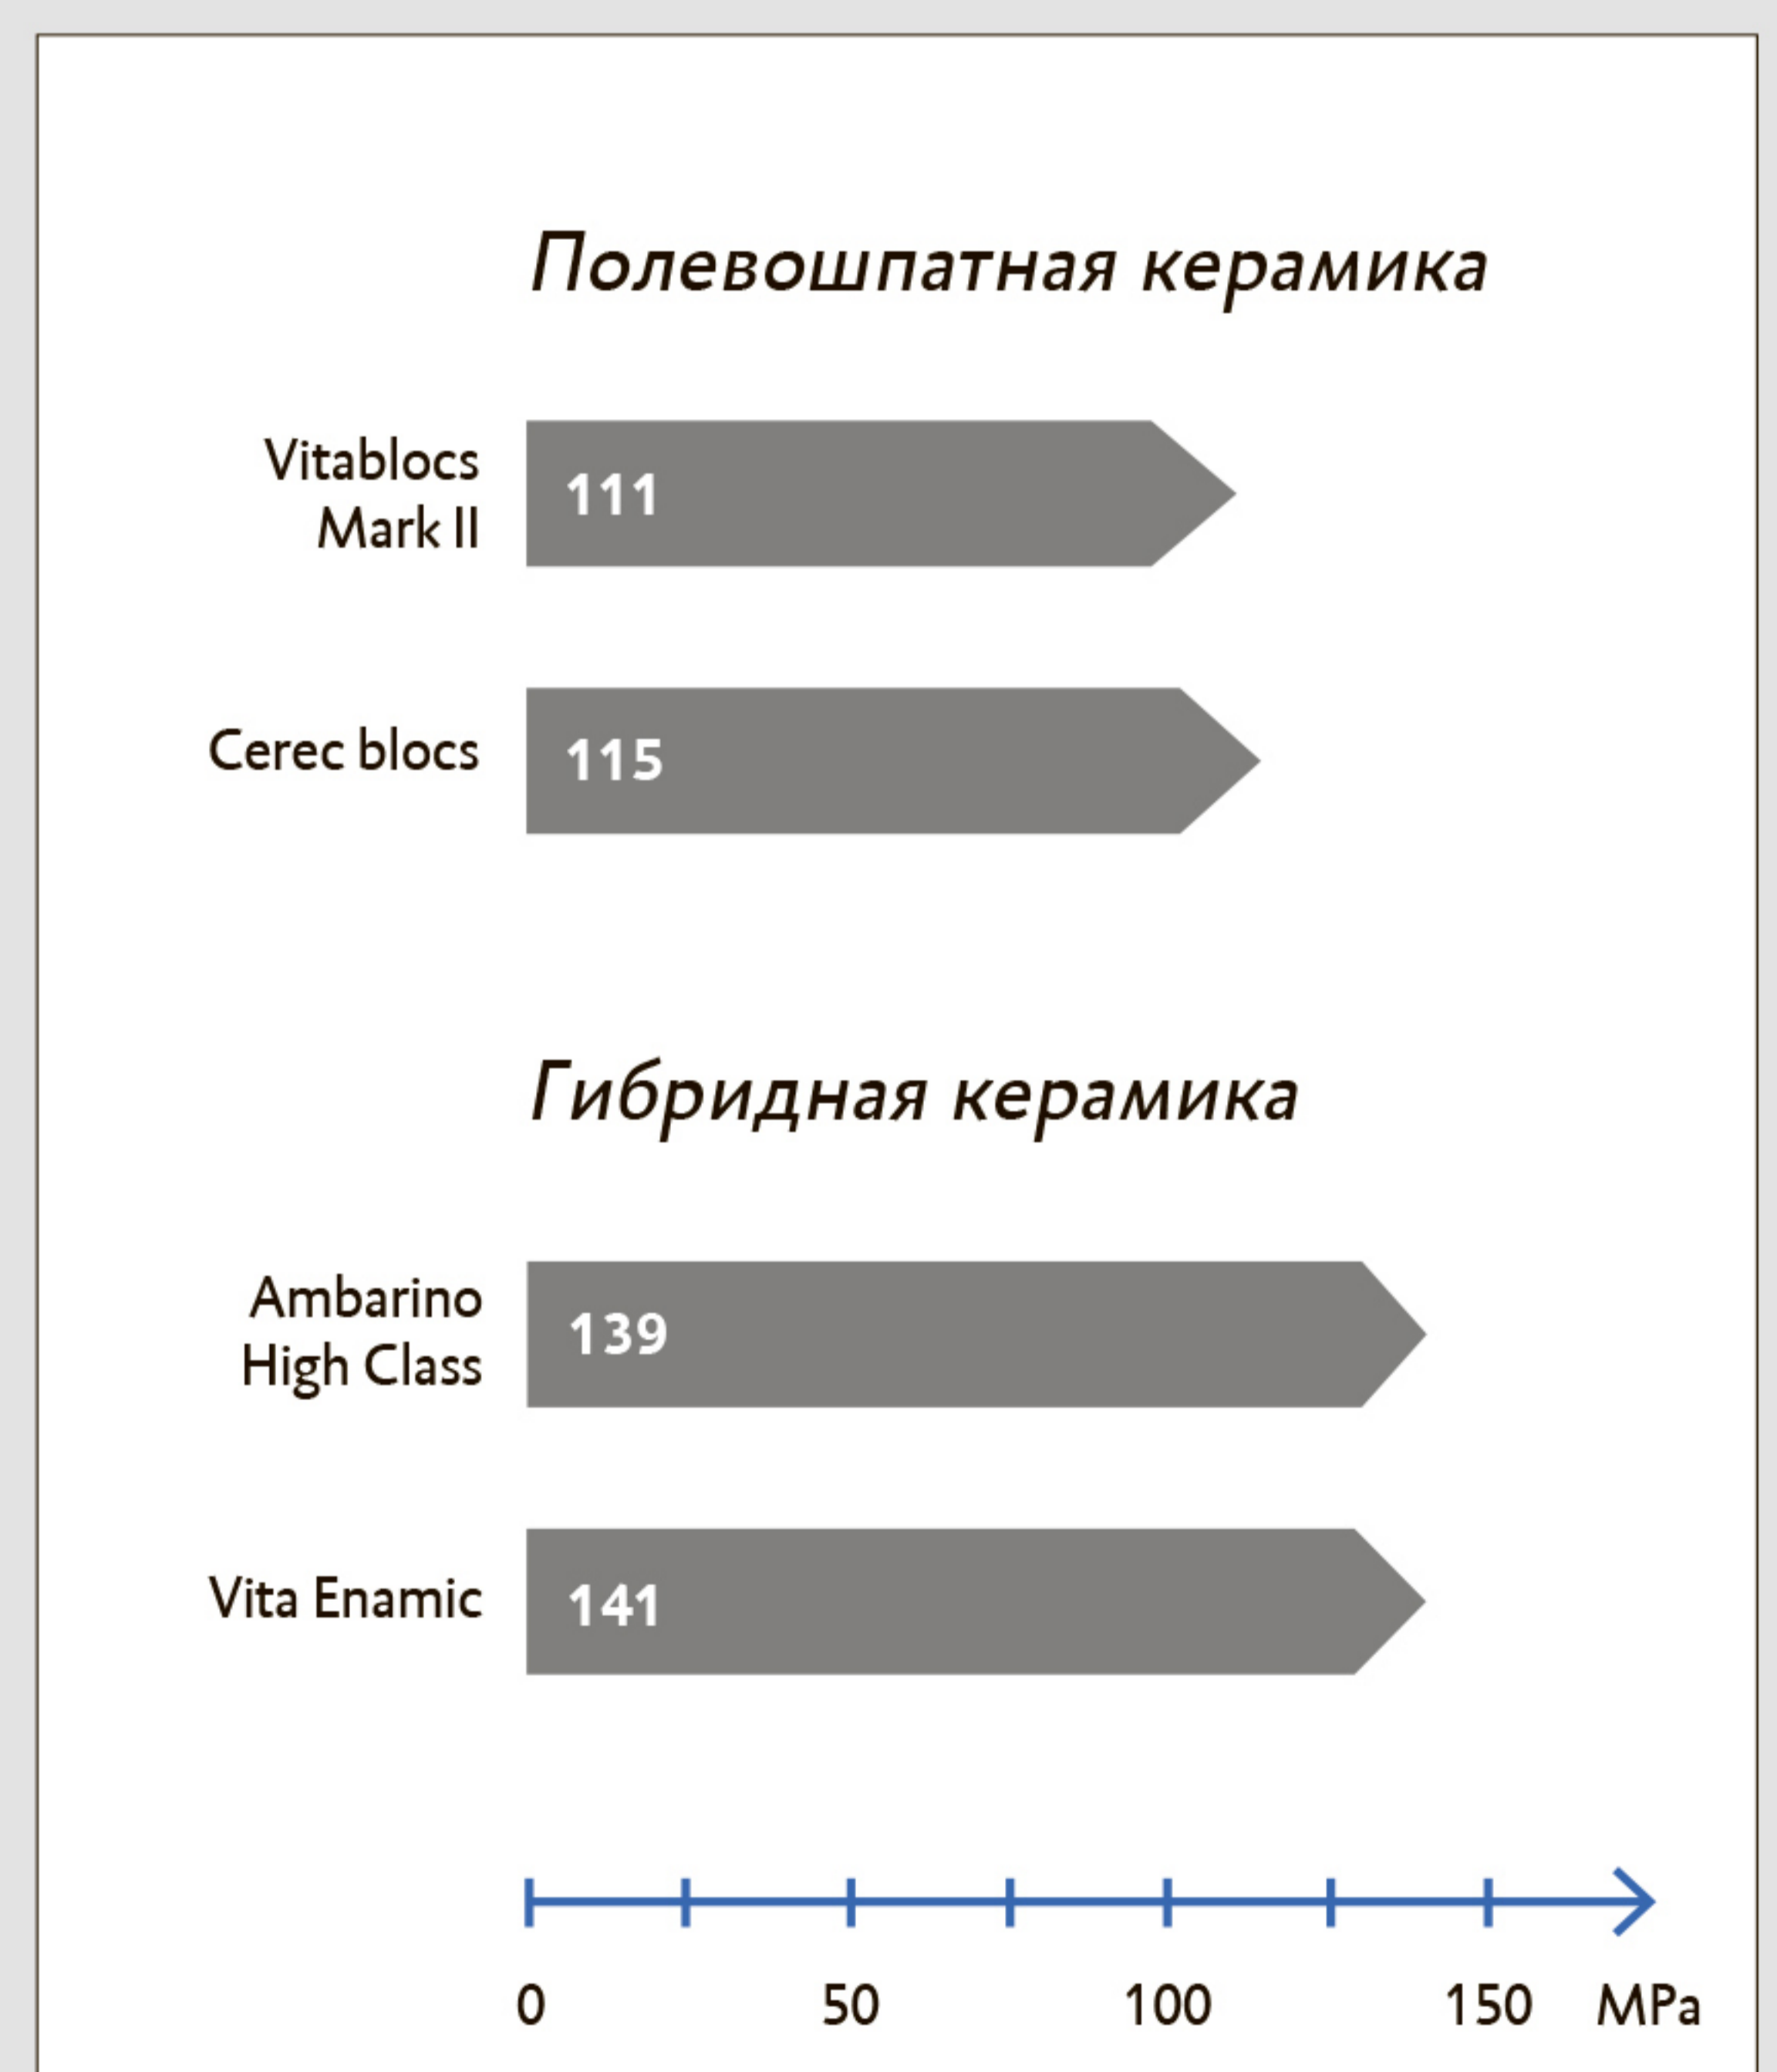 Полевошпатная керамика
Vitablocs
Mark II
111
Cerec blocs
115
Гибридная керамика
Ambarino
High Class
139
Vita Enamic
141
0 50 100 150 MPa